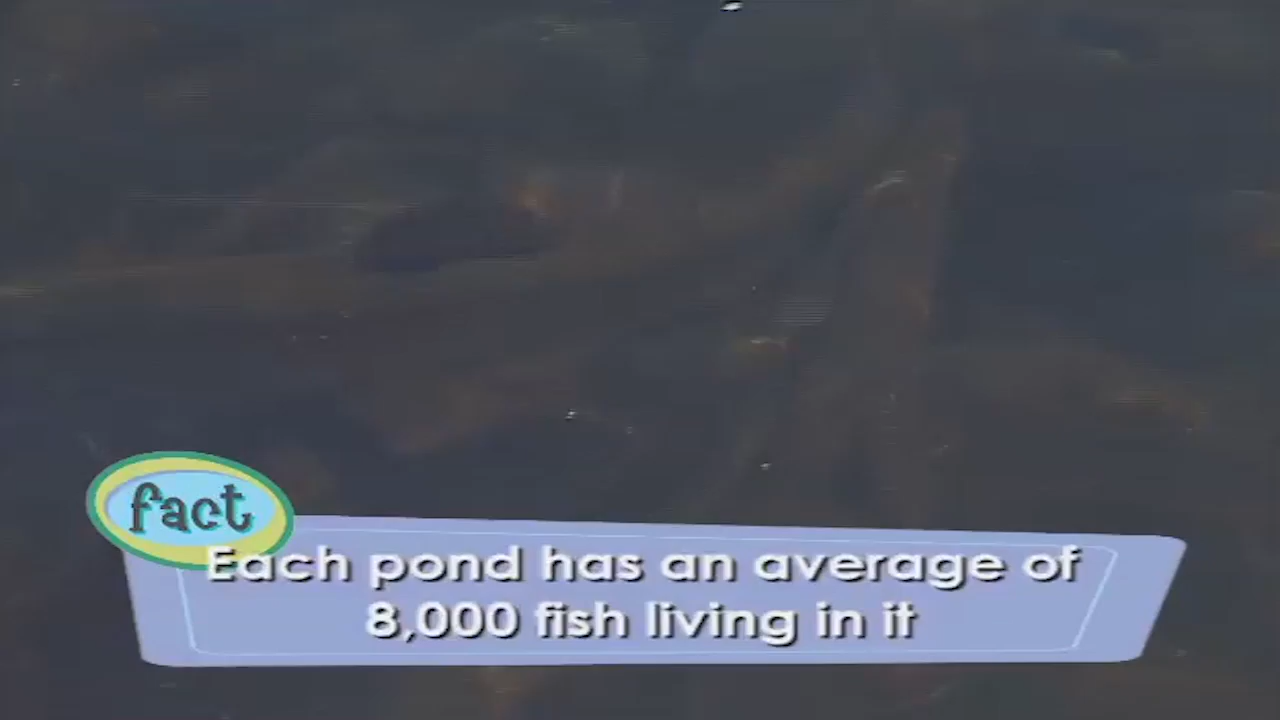 fact
Each pond has an average of
8,000 fish living in it